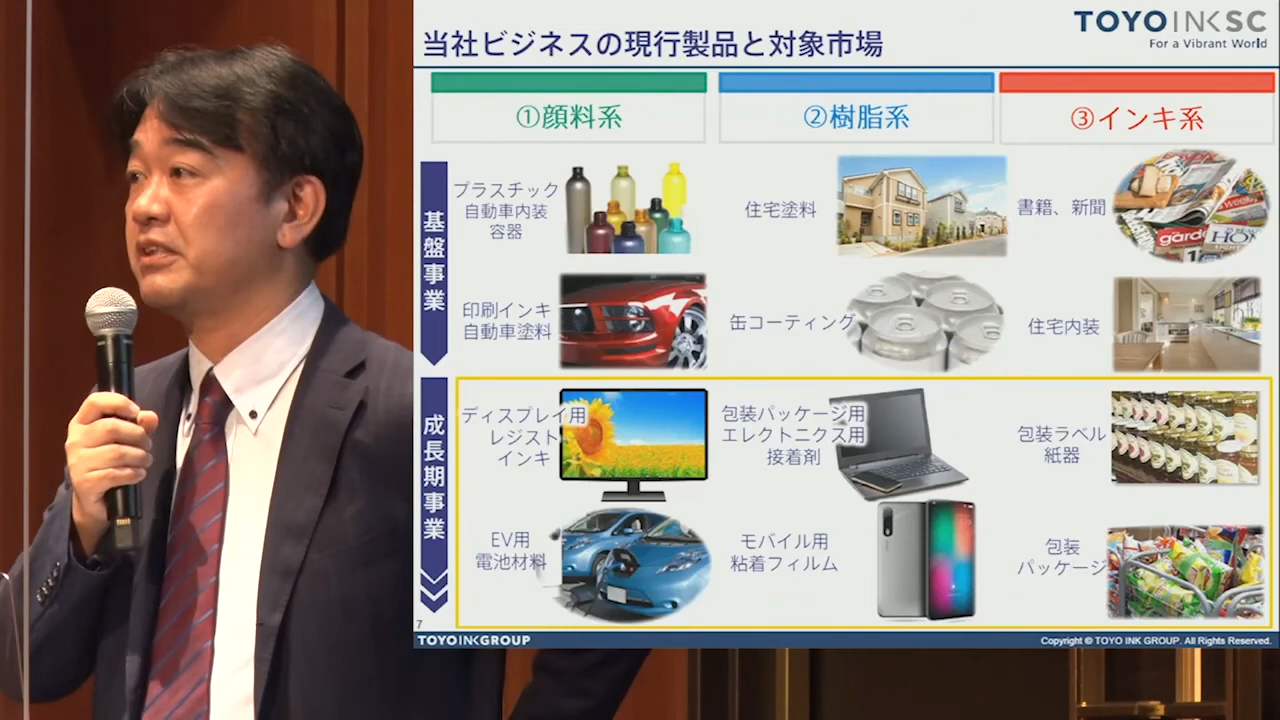 TOYO INK SC
For a Vibrant World
当社ビジネスの現行製品と対象市場
①顔料系
②樹脂系
③インキ系
基盤事業
プラスチック
自動車内装
容器
住宅塗料
書籍、新聞
印刷インキ
自動車塗料
缶コーティング
住宅内装
成長期事業
ディスプレイ用
レジスト
インキ
包装パッケージ用
エレクトニクス用
接着剤
包装ラベル
紙器
EV用
電池材料
モバイル用
粘着フィルム
包装
パッケージ
7
TOYO INK GROUP
Copyright © TOYO INK GROUP. All Rights Reserved.